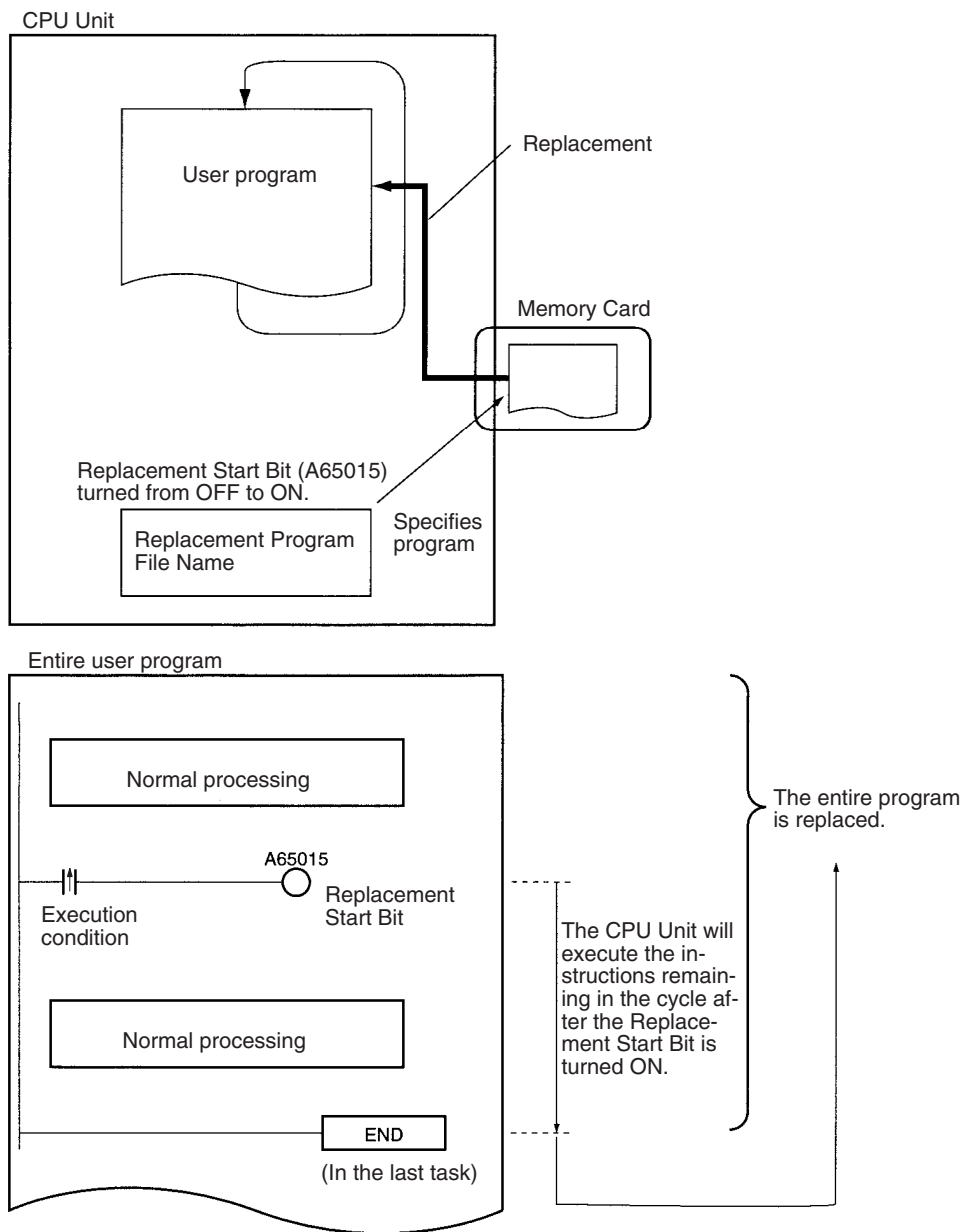 CPU Unit
User program
Replacement
Memory Card
Replacement Start Bit (A65015)
turned from OFF to ON.
Specifies
program
Replacement Program
File Name
Entire user program
Normal processing
The entire program
is replaced.
A65015
Replacement
Start Bit
Execution
condition
The CPU Unit will
execute the in-
structions remain-
ing in the cycle af-
ter the Replace-
ment Start Bit is
turned ON.
Normal processing
END
(In the last task)